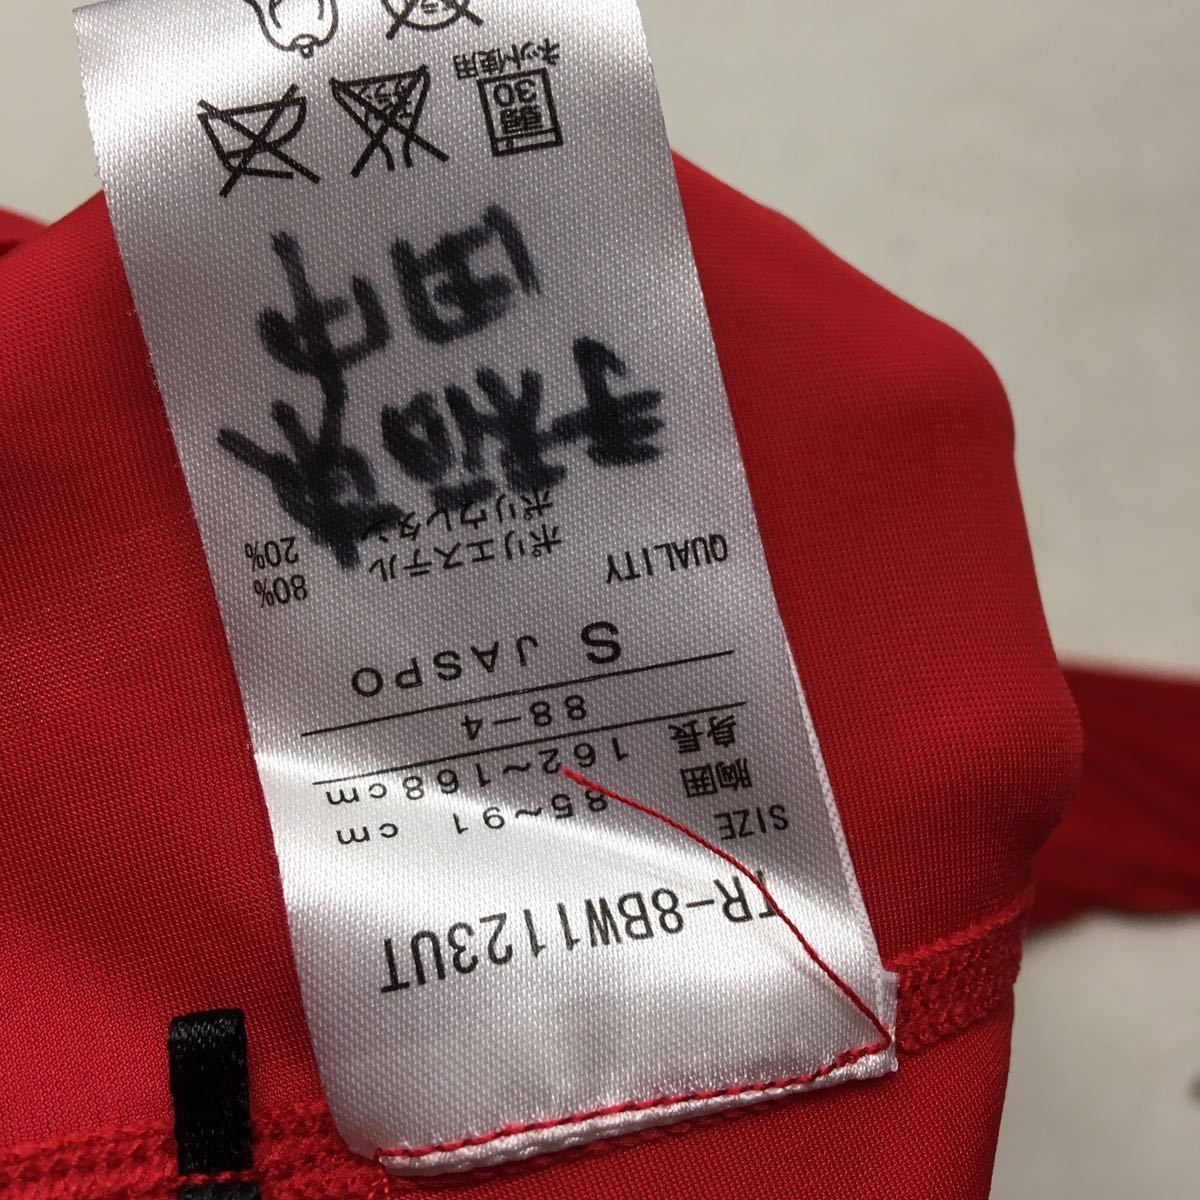 TR-8BW1123UT
SIZE
胸囲 85～91 cm
身長 162～168cm
88-4
S JASPO
QUALITY
ポリエステル 80%
ポリウレタン 20%
弱
30
ネット使用